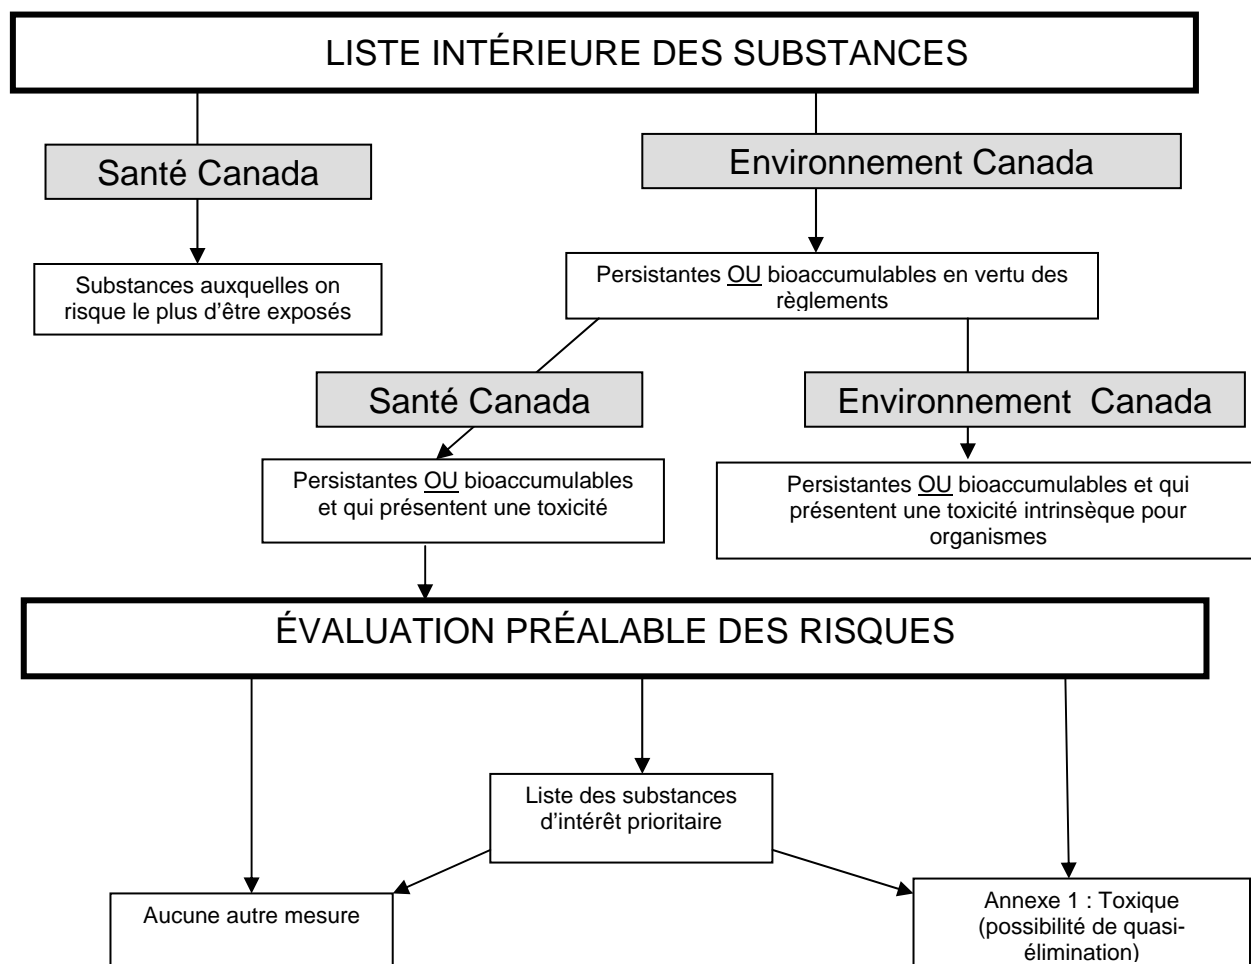 LISTE INTÉRIEURE DES SUBSTANCES
Santé Canada
Environnement Canada
Substances auxquelles on
risque le plus d'être exposés
Persistantes OU bioaccumulables en vertu des
règlements
Santé Canada
Environnement Canada
Persistantes OU bioaccumulables
et qui présentent une toxicité
Persistantes OU bioaccumulables et qui
présentent une toxicité intrinsèque pour
organismes
ÉVALUATION PRÉALABLE DES RISQUES
Liste des substances
d'intérêt prioritaire
Aucune autre mesure
Annexe 1 : Toxique
(possibilité de quasi-
élimination)